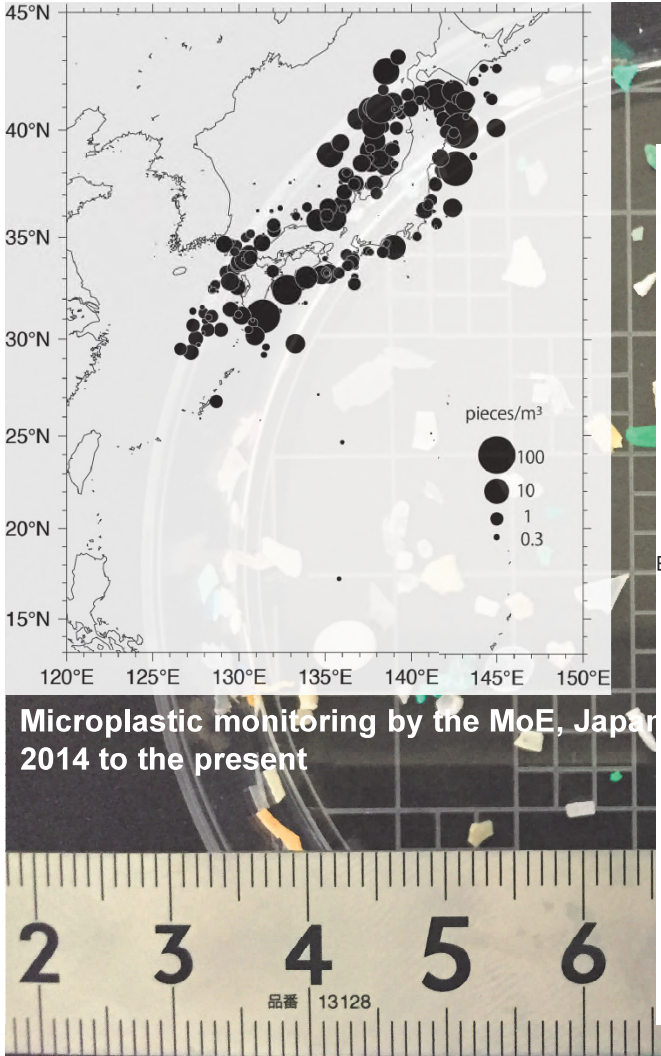 45°N
40°N
35°N
30°N
25°N
20°N
15°N
120°E 125°E 130°E 135°E 140°E 145°E 150°E
pieces/m³
100
10
1
0.3
Microplastic monitoring by the MoE, Japan
2014 to the present
2 3 4 5 6
品番 13128